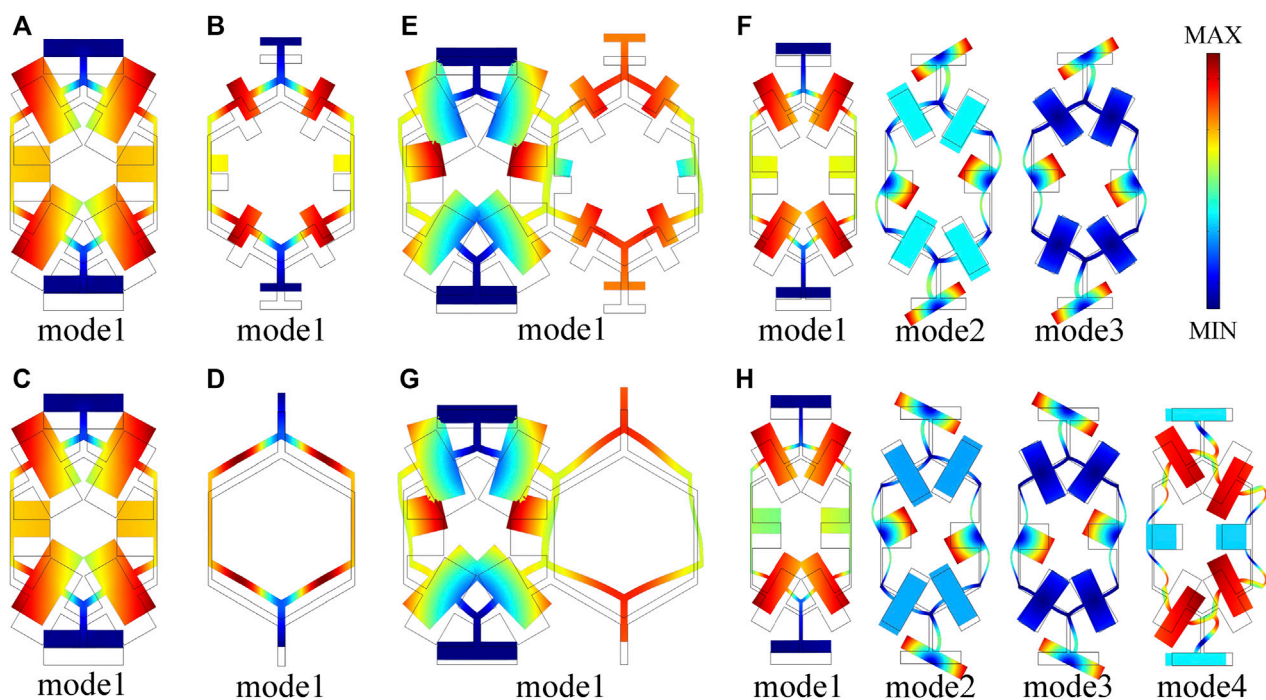 A
B
E
F
MAX
MIN
mode1
mode1
mode1
mode1
mode2
mode3
C
D
G
H
mode1
mode1
mode1
mode1
mode2
mode3
mode4